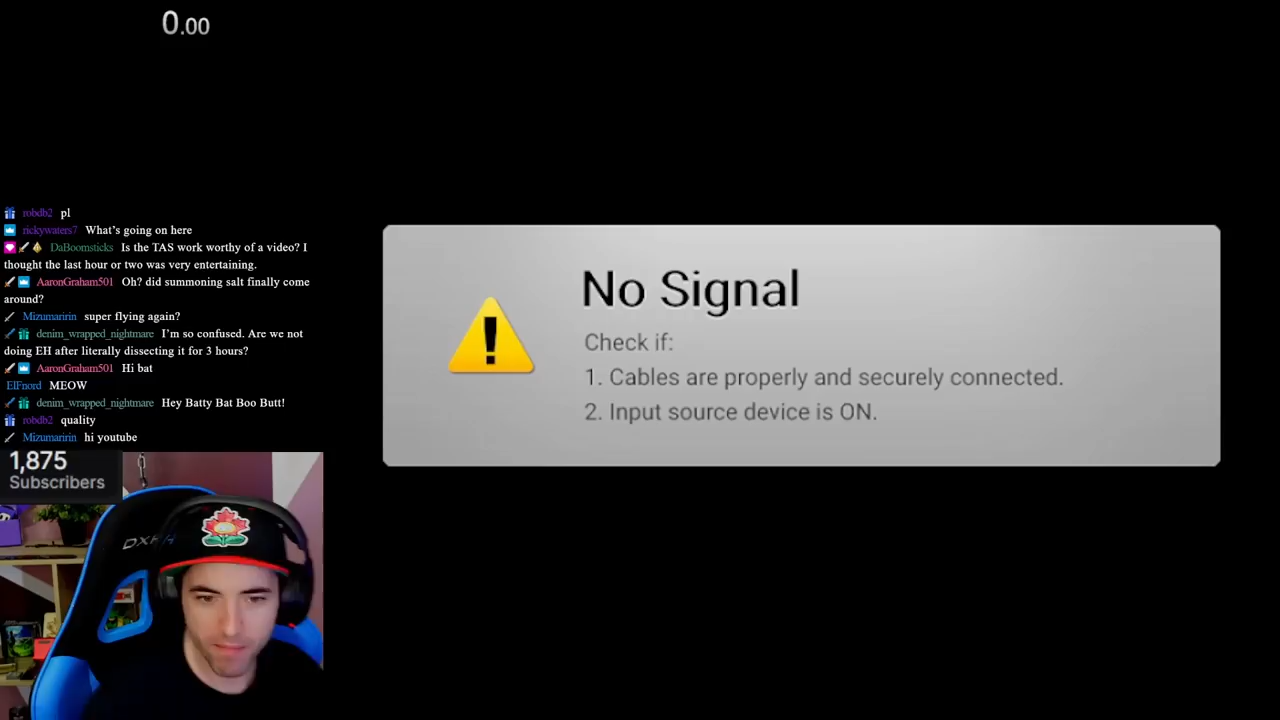 0.00
robdb2 pl
rickywaters7 What's going on here
DaBoomsticks Is the TAS work worthy of a video? I
thought the last hour or two was very entertaining.
AaronGraham501 Oh? did summoning salt finally come
around?
Mizumaririn super flying again?
denim_wrapped_nightmare I'm so confused. Are we not
doing EH after literally dissecting it for 3 hours?
AaronGraham501 Hi bat
ElFnord MEOW
denim_wrapped_nightmare Hey Batty Bat Boo Butt!
robdb2 quality
Mizumaririn hi youtube
1,875
Subscribers
No Signal
Check if:
1. Cables are properly and securely connected.
2. Input source device is ON.